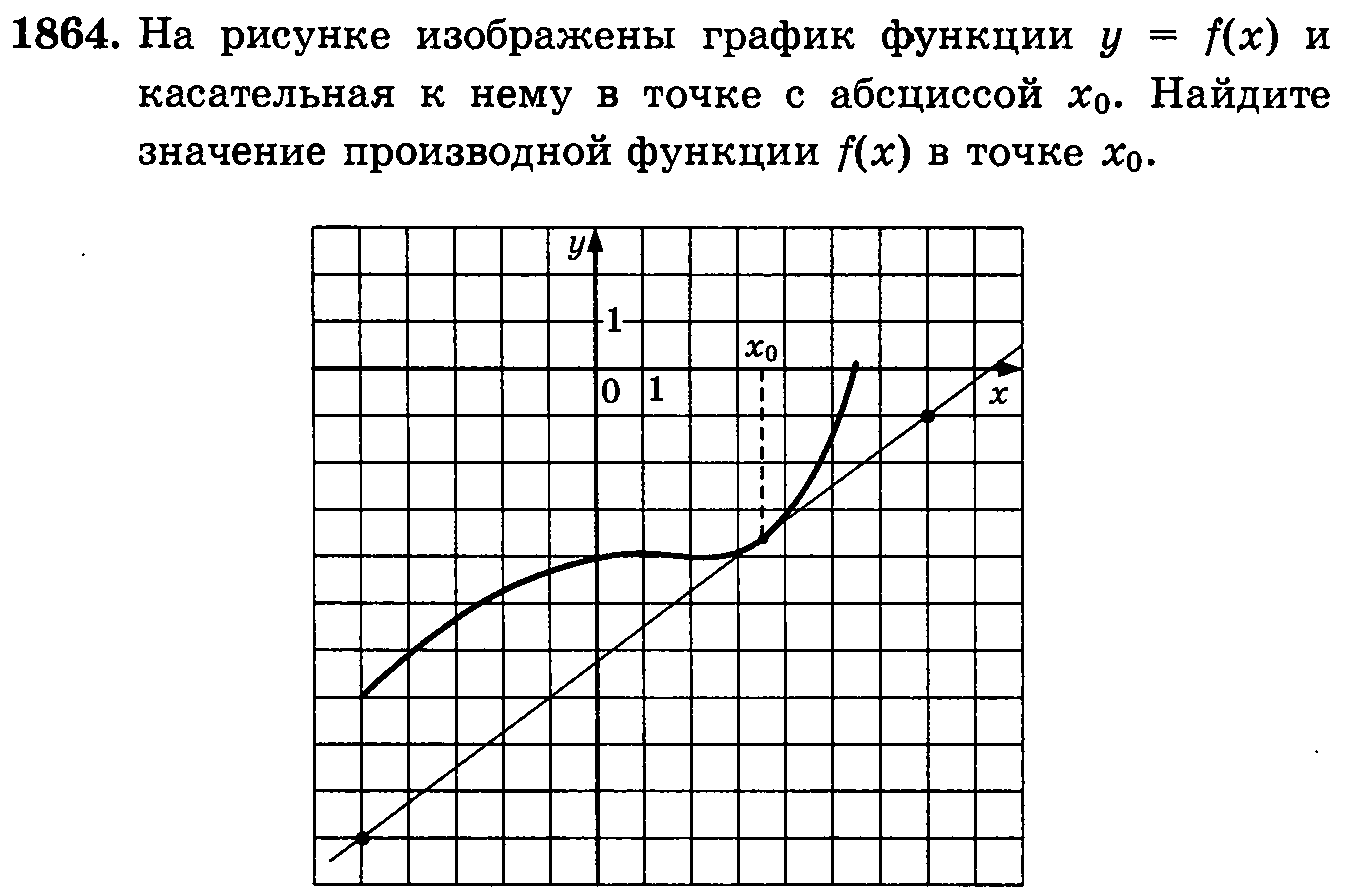 1864. На рисунке изображены график функции y = f(x) и
касательная к нему в точке с абсциссой x₀. Найдите
значение производной функции f(x) в точке x₀.
y
1
x₀
0 1
x